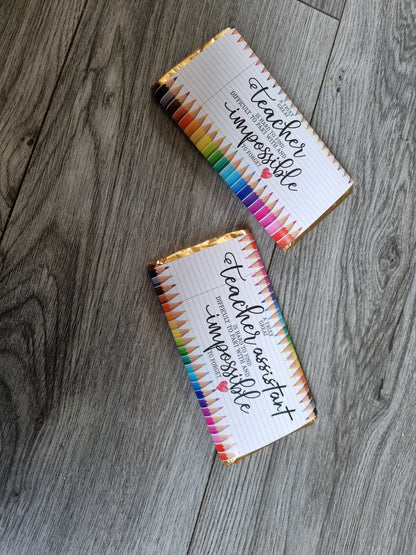 A TRULY
GREAT
teacher
IS HARD TO FIND
DIFFICULT TO PART WITH AND
impossible
TO FORGET
A TRULY
GREAT
teacher assistant
IS HARD TO FIND
DIFFICULT TO PART WITH AND
impossible
TO FORGET